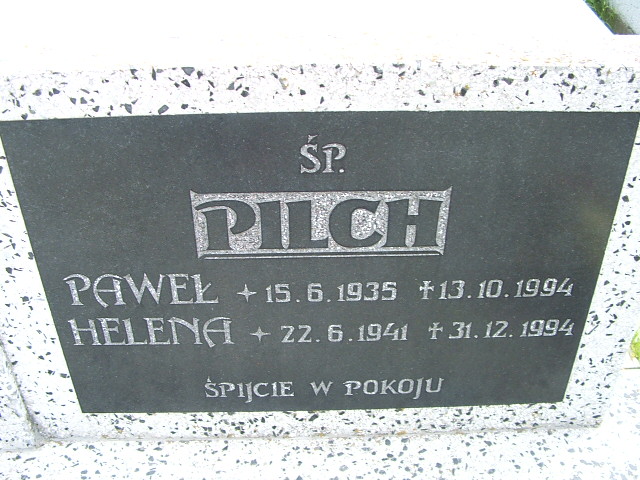 ŚP.
PILCH
PAWEŁ + 15.6.1935 †13.10.1994
HELENA + 22.6.1941 †31.12.1994
ŚPIJCIE W POKOJU